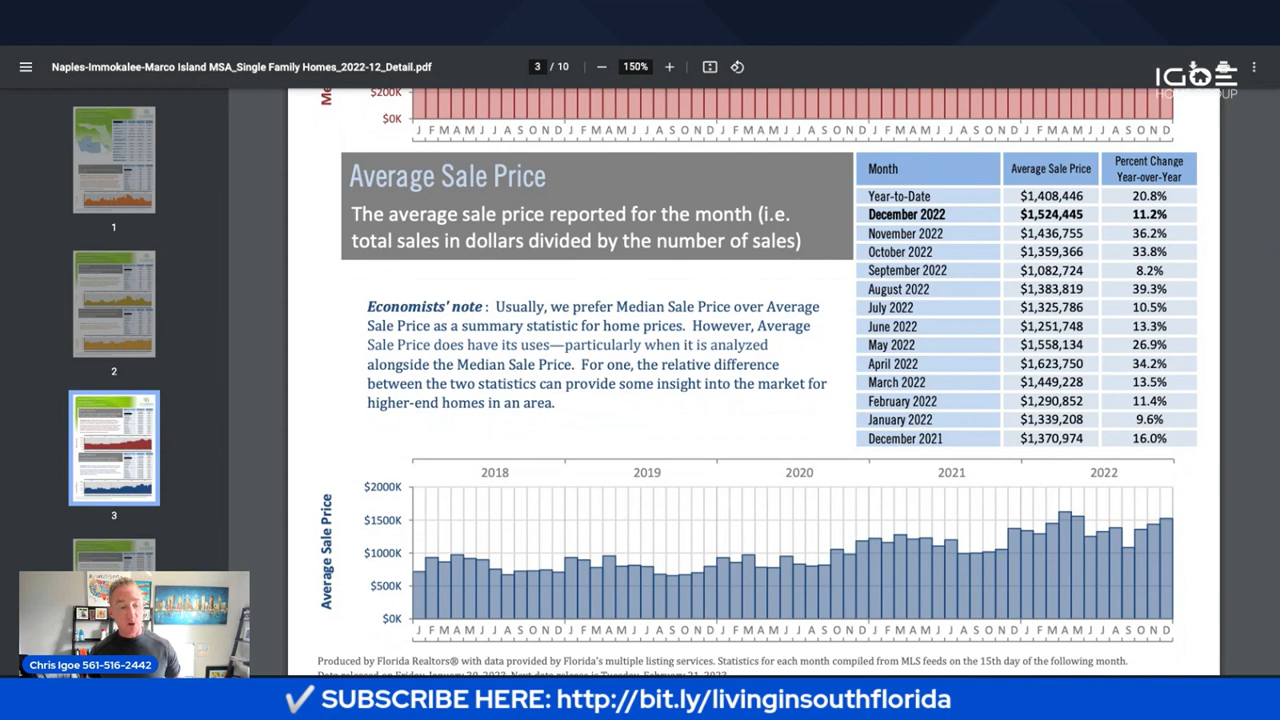 Naples-Immokalee-Marco Island MSA_Single Family Homes_2022-12_Detail.pdf
3 / 10
150%
IGOE
HOME GROUP
$200K
$0K
J F M A M J J A S O N D J F M A M J J A S O N D J F M A M J J A S O N D J F M A M J J A S O N D J F M A M J J A S O N D
Average Sale Price
The average sale price reported for the month (i.e.
total sales in dollars divided by the number of sales)
Month Average Sale Price Percent Change Year-over-Year
Year-to-Date $1,408,446 20.8%
December 2022 $1,524,445 11.2%
November 2022 $1,436,755 36.2%
October 2022 $1,359,366 33.8%
September 2022 $1,082,724 8.2%
August 2022 $1,383,819 39.3%
July 2022 $1,325,786 10.5%
June 2022 $1,251,748 13.3%
May 2022 $1,558,134 26.9%
April 2022 $1,623,750 34.2%
March 2022 $1,449,228 13.5%
February 2022 $1,290,852 11.4%
January 2022 $1,339,208 9.6%
December 2021 $1,370,974 16.0%
Economists' note : Usually, we prefer Median Sale Price over Average
Sale Price as a summary statistic for home prices. However, Average
Sale Price does have its uses—particularly when it is analyzed
alongside the Median Sale Price. For one, the relative difference
between the two statistics can provide some insight into the market for
higher-end homes in an area.
2018 2019 2020 2021 2022
Average Sale Price
$2000K
$1500K
$1000K
$500K
$0K
J F M A M J J A S O N D J F M A M J J A S O N D J F M A M J J A S O N D J F M A M J J A S O N D J F M A M J J A S O N D
Produced by Florida Realtors® with data provided by Florida's multiple listing services. Statistics for each month compiled from MLS feeds on the 15th day of the following month.
1
2
3
Chris Igoe 561-516-2442
SUBSCRIBE HERE: http://bit.ly/livinginsouthflorida